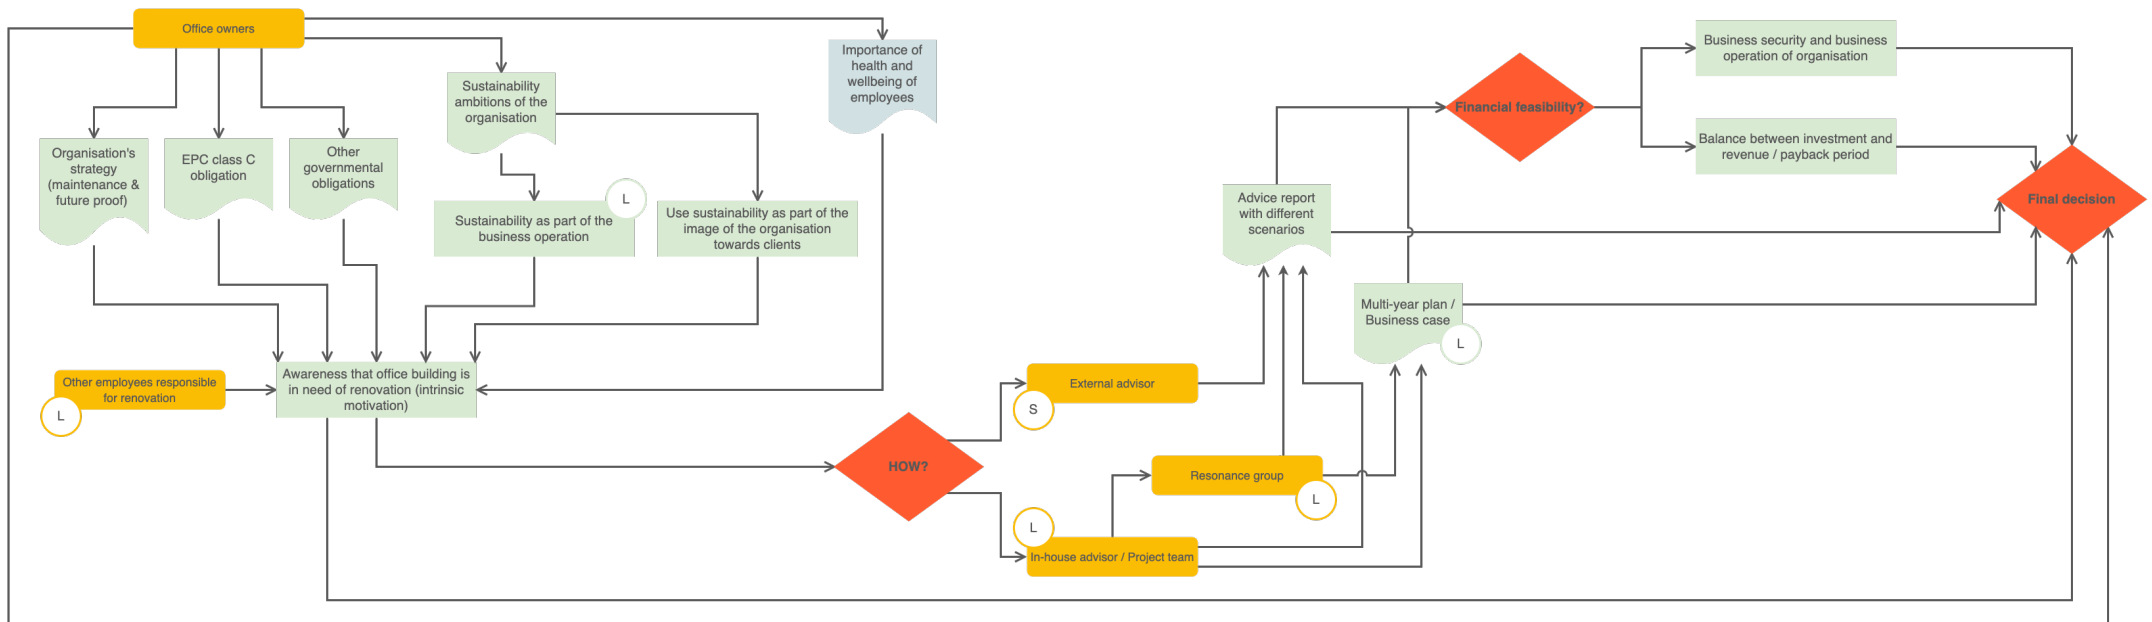 Office owners
Importance of
health and
wellbeing of
employees
Sustainability
ambitions of the
organisation
Organisation's
strategy
(maintenance &
future proof)
EPC class C
obligation
Other
governmental
obligations
L
Sustainability as part of the
business operation
Use sustainability as part of the
image of the organisation
towards clients
Other employees responsible
for renovation
L
Awareness that office building is
in need of renovation (intrinsic
motivation)
HOW?
External advisor
S
Resonance group
L
L
In-house advisor / Project team
Advice report
with different
scenarios
Multi-year plan /
Business case
L
Financial feasibility?
Business security and business
operation of organisation
Balance between investment and
revenue / payback period
Final decision